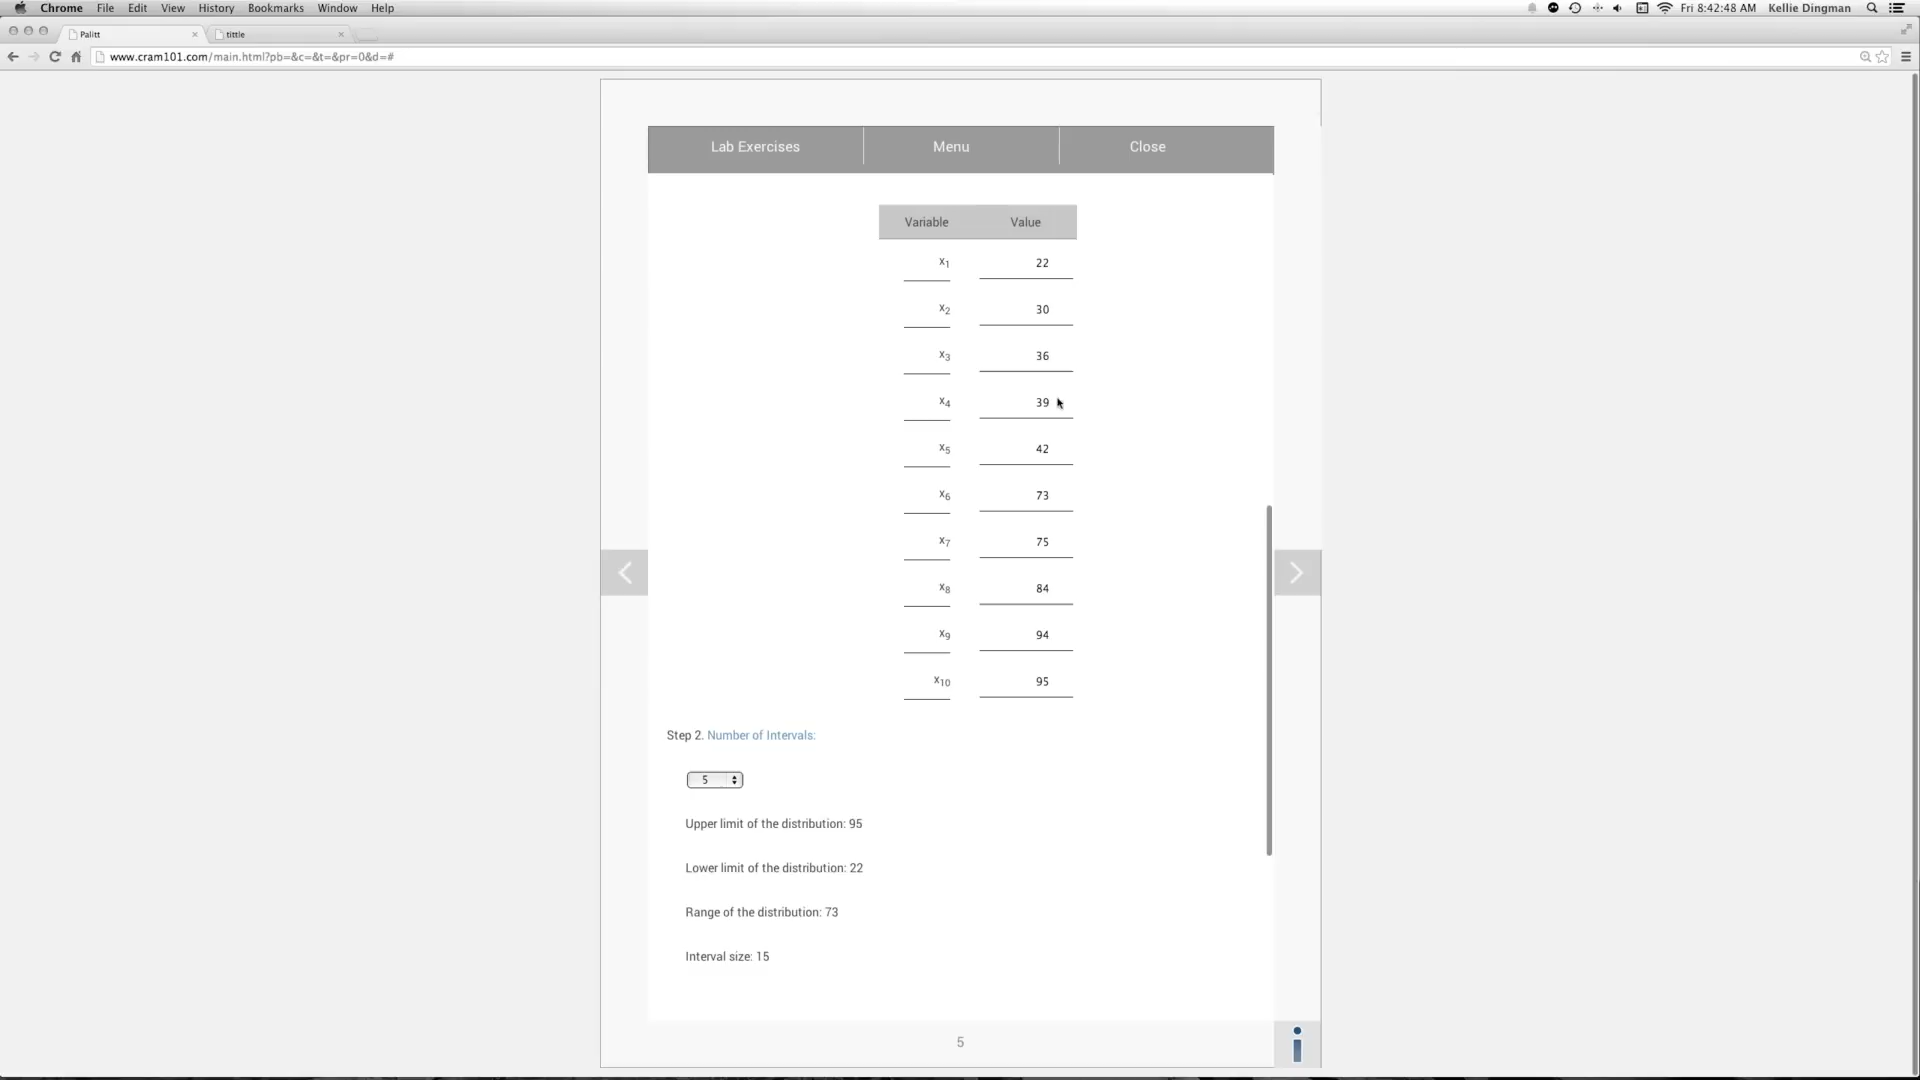 Chrome File Edit View History Bookmarks Window Help Fri 8:42:48 AM Kellie Dingman
Palitt tittle
www.cram101.com/main.html?pb=&c=&t=&pr=0&d=#
Lab Exercises Menu Close
Variable Value
x1 22
x2 30
x3 36
x4 39
x5 42
x6 73
x7 75
x8 84
x9 94
x10 95
Step 2. Number of Intervals:
5
Upper limit of the distribution: 95
Lower limit of the distribution: 22
Range of the distribution: 73
Interval size: 15
5